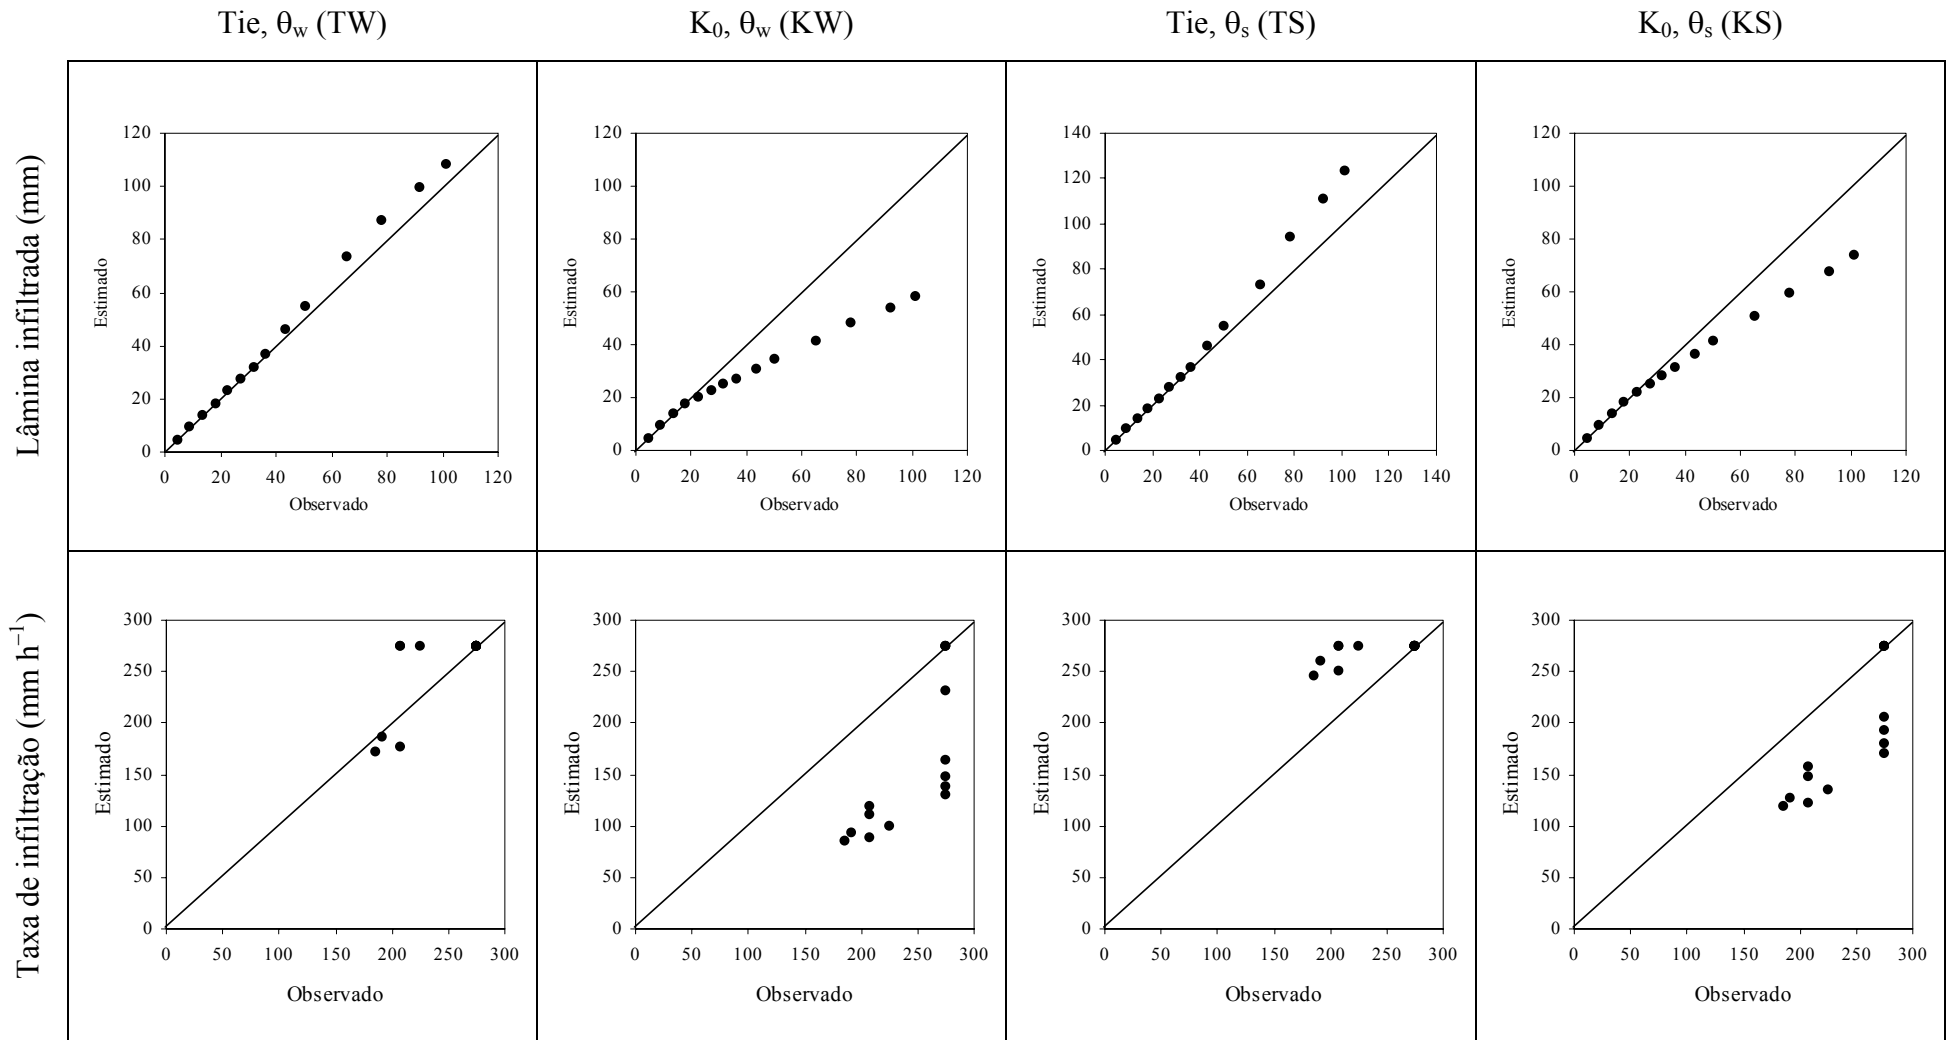 Tie, θw (TW)
K0, θw (KW)
Tie, θs (TS)
K0, θs (KS)
Lâmina infiltrada (mm)
120
100
80
60
40
20
0
Estimado
0 20 40 60 80 100 120
Observado
120
100
80
60
40
20
0
Estimado
0 20 40 60 80 100 120
Observado
140
120
100
80
60
40
20
0
Estimado
0 20 40 60 80 100 120 140
Observado
120
100
80
60
40
20
0
Estimado
0 20 40 60 80 100 120
Observado
Taxa de infiltração (mm h−1)
300
250
200
150
100
50
0
Estimado
0 50 100 150 200 250 300
Observado
300
250
200
150
100
50
0
Estimado
0 50 100 150 200 250 300
Observado
300
250
200
150
100
50
0
Estimado
0 50 100 150 200 250 300
Observado
300
250
200
150
100
50
0
Estimado
0 50 100 150 200 250 300
Observado